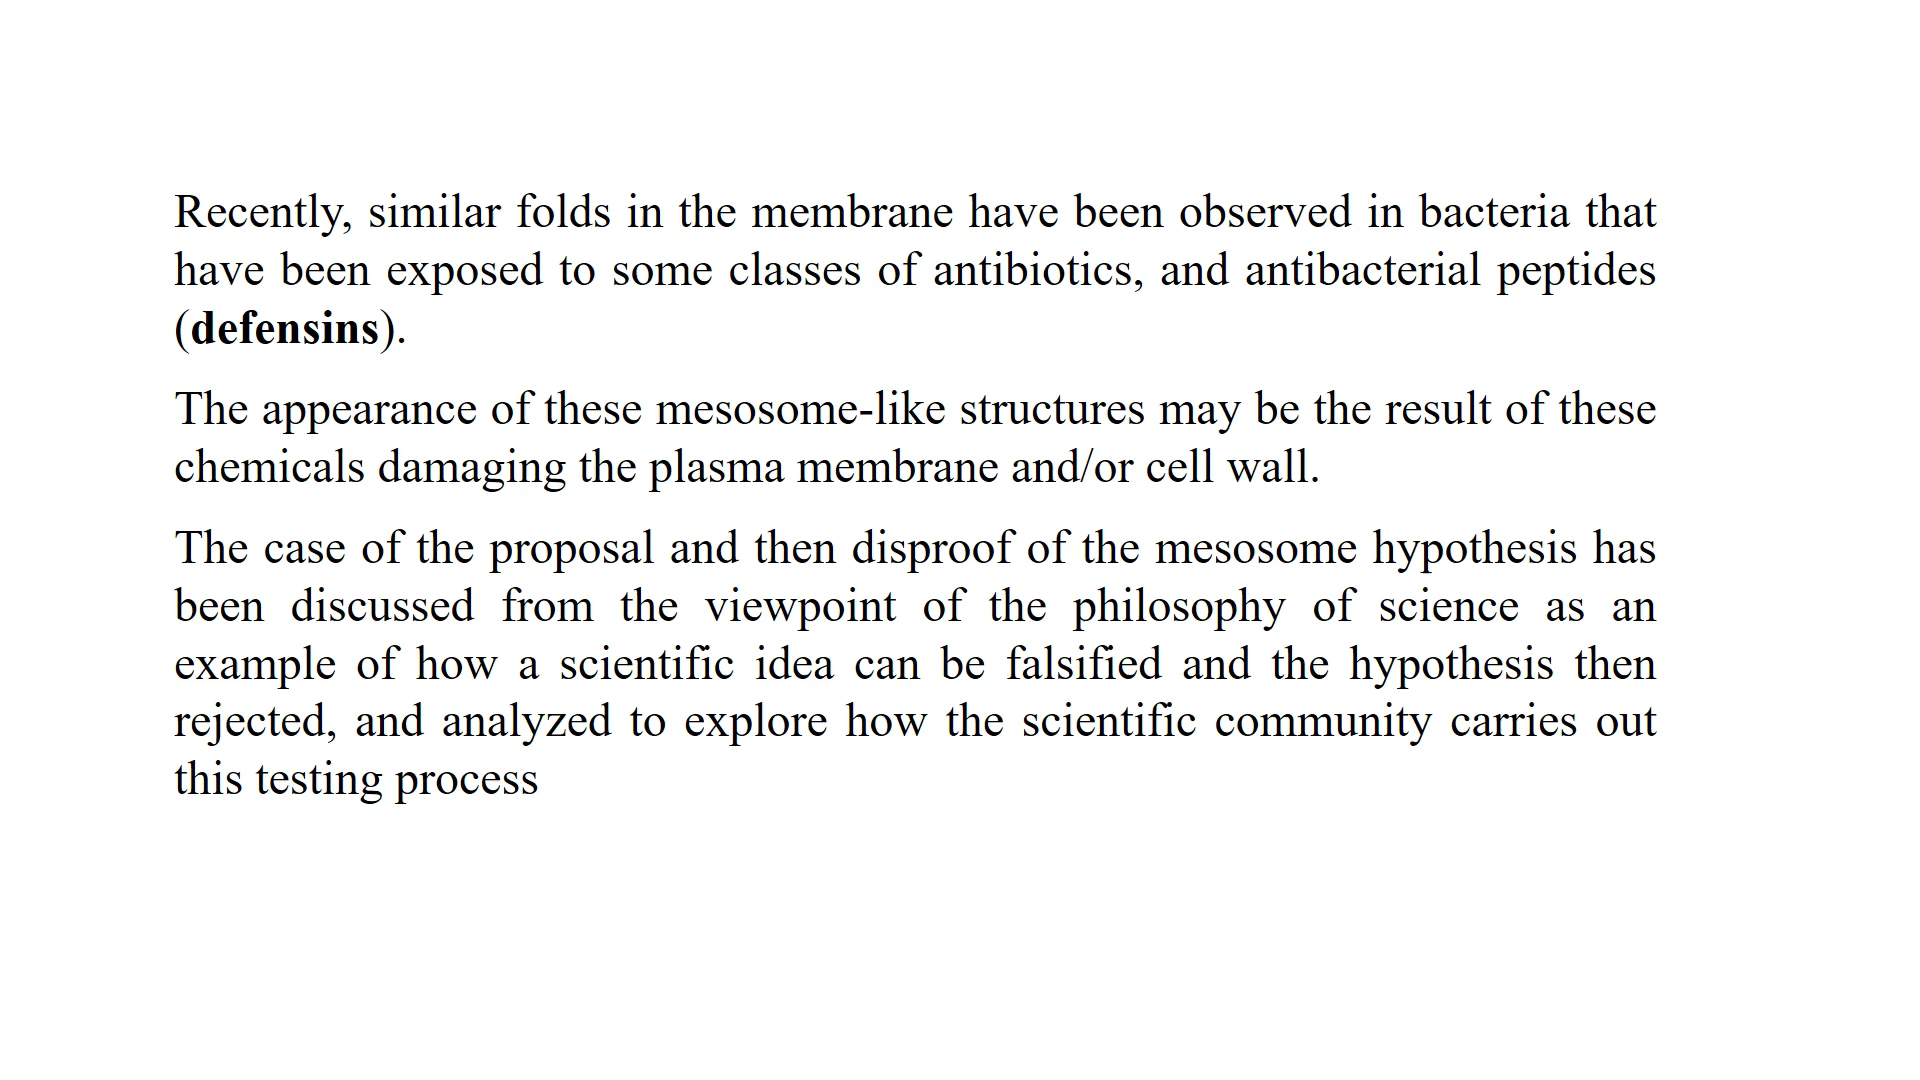 Recently, similar folds in the membrane have been observed in bacteria that
have been exposed to some classes of antibiotics, and antibacterial peptides
(defensins).
The appearance of these mesosome-like structures may be the result of these
chemicals damaging the plasma membrane and/or cell wall.
The case of the proposal and then disproof of the mesosome hypothesis has
been discussed from the viewpoint of the philosophy of science as an
example of how a scientific idea can be falsified and the hypothesis then
rejected, and analyzed to explore how the scientific community carries out
this testing process